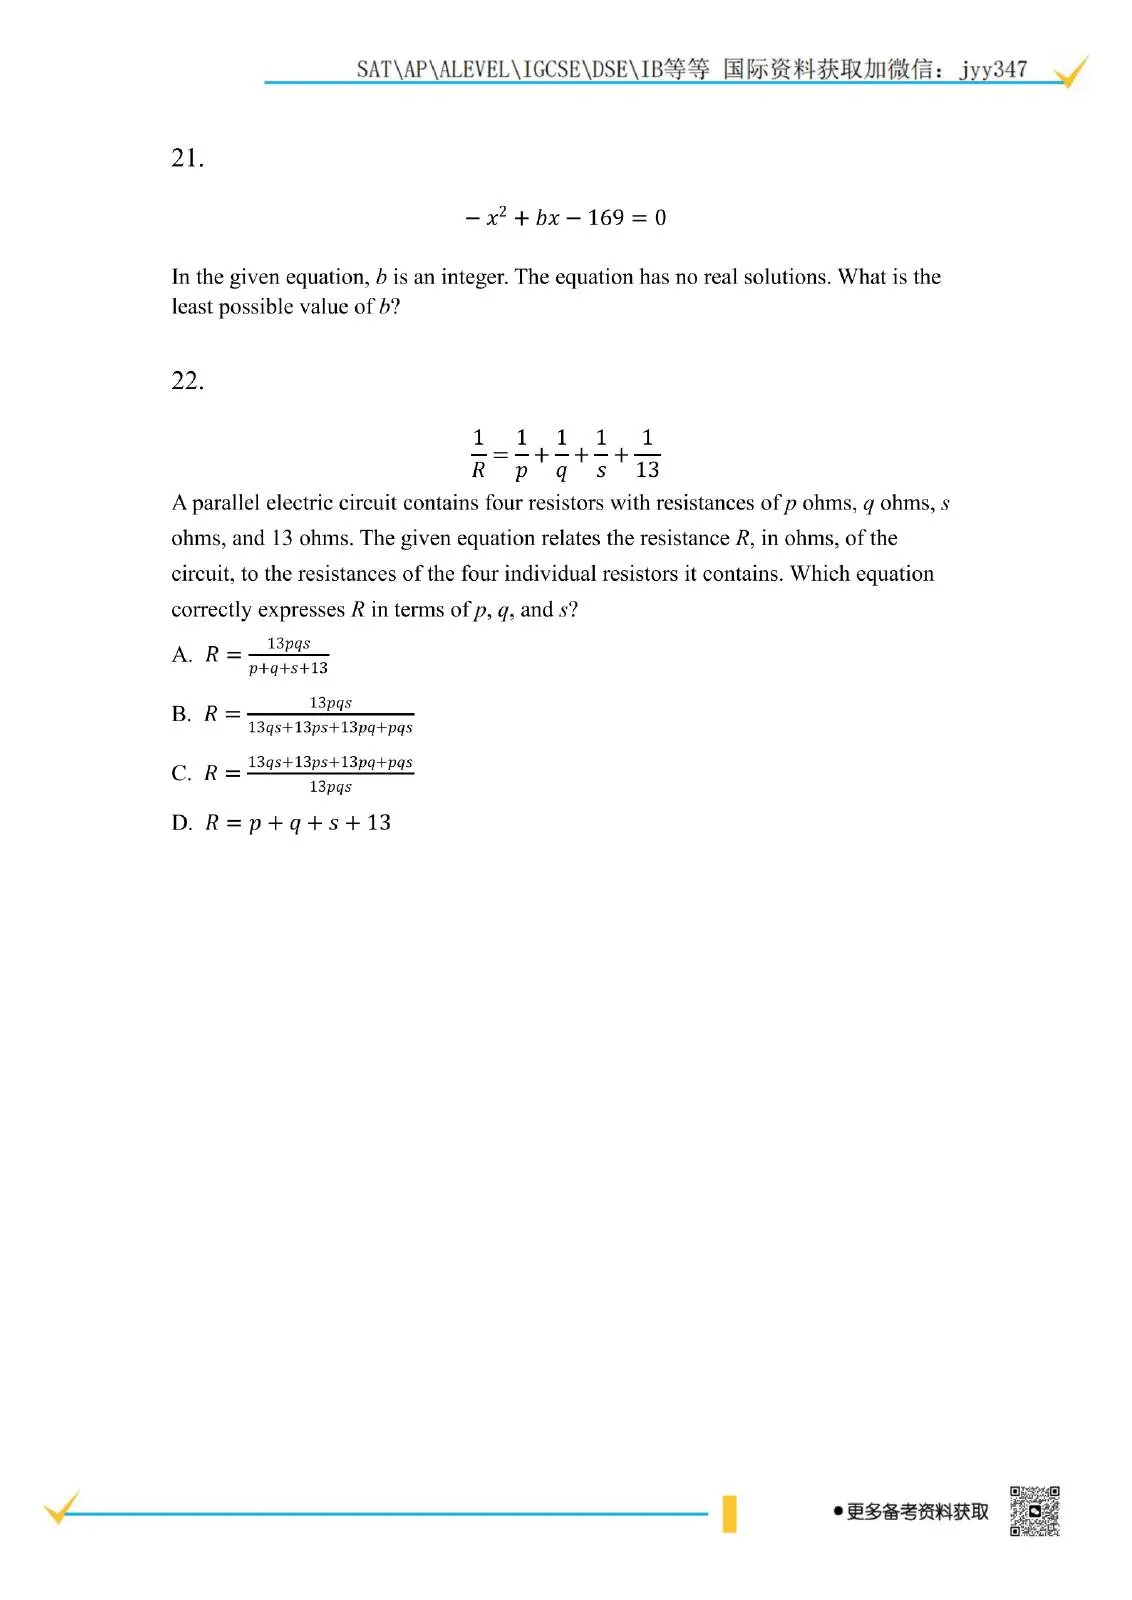 SAT\AP\ALEVEL\IGCSE\DSE\IB等等 国际资料获取加微信：jyy347
21.
− x² + bx − 169 = 0
In the given equation, b is an integer. The equation has no real solutions. What is the
least possible value of b?
22.
1/R = 1/p + 1/q + 1/s + 1/13
A parallel electric circuit contains four resistors with resistances of p ohms, q ohms, s
ohms, and 13 ohms. The given equation relates the resistance R, in ohms, of the
circuit, to the resistances of the four individual resistors it contains. Which equation
correctly expresses R in terms of p, q, and s?
A. R = 13pqs/(p+q+s+13)
B. R = 13pqs/(13qs+13ps+13pq+pqs)
C. R = (13qs+13ps+13pq+pqs)/13pqs
D. R = p + q + s + 13
●更多备考资料获取